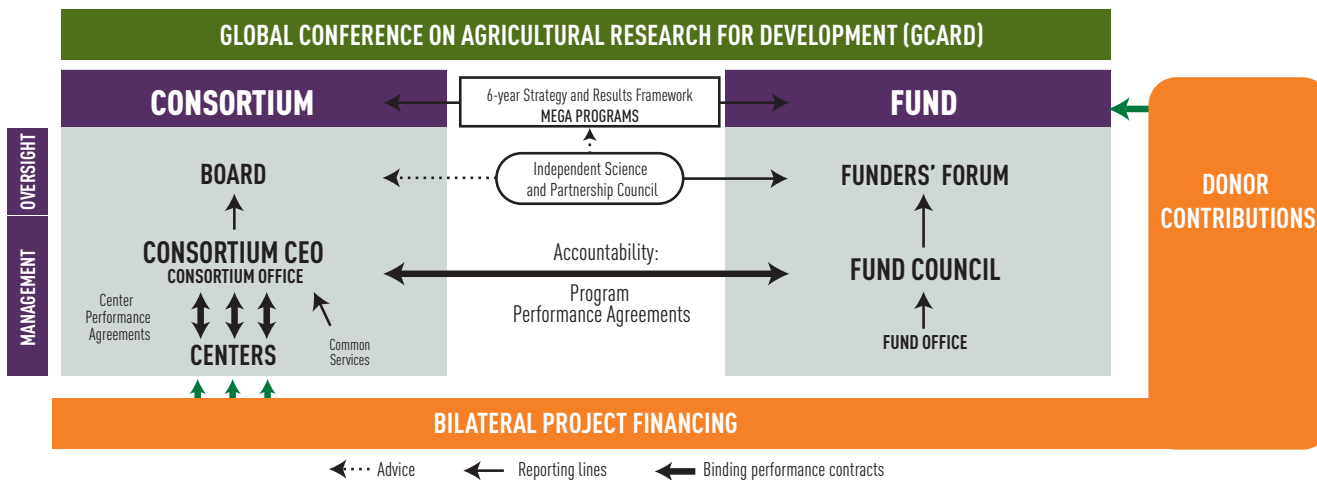 GLOBAL CONFERENCE ON AGRICULTURAL RESEARCH FOR DEVELOPMENT (GCARD)
CONSORTIUM
6-year Strategy and Results Framework
MEGA PROGRAMS
FUND
OVERSIGHT
BOARD
Independent Science
and Partnership Council
FUNDERS' FORUM
DONOR
CONTRIBUTIONS
MANAGEMENT
CONSORTIUM CEO
CONSORTIUM OFFICE
Accountability:
Program
Performance Agreements
FUND COUNCIL
Center
Performance
Agreements
CENTERS
Common
Services
FUND OFFICE
BILATERAL PROJECT FINANCING
Advice
Reporting lines
Binding performance contracts